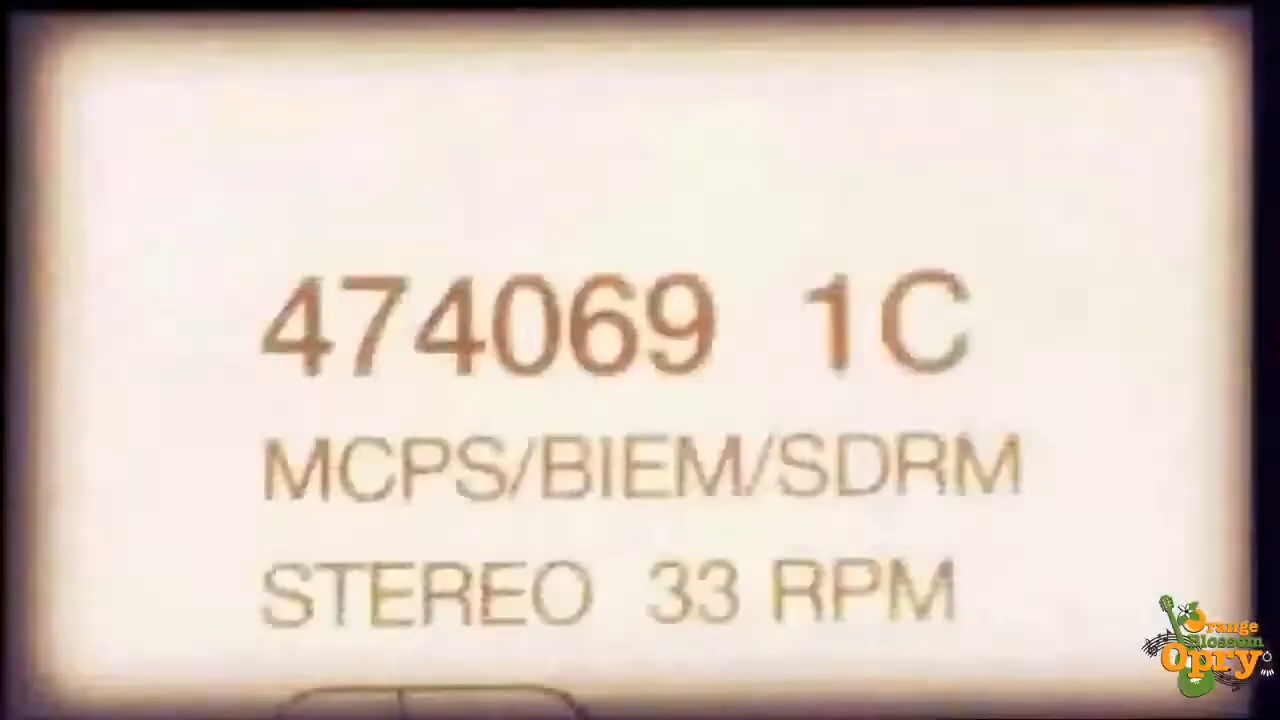 474069 1C
MCPS/BIEM/SDRM
STEREO 33 RPM
Orange
Blossom
Opry